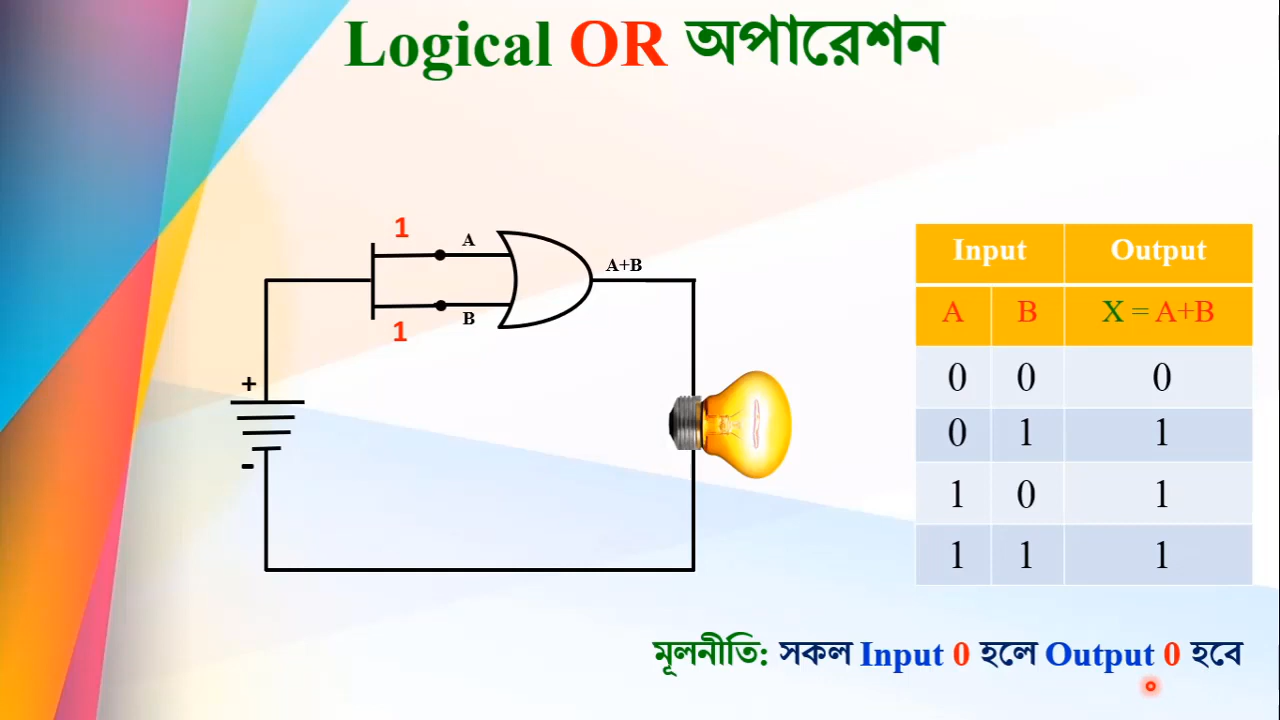 Logical OR অপারেশন
1
A
A+B
B
1
+
-
Input Output
A B X = A+B
0 0 0
0 1 1
1 0 1
1 1 1
মূলনীতি: সকল Input 0 হলে Output 0 হবে